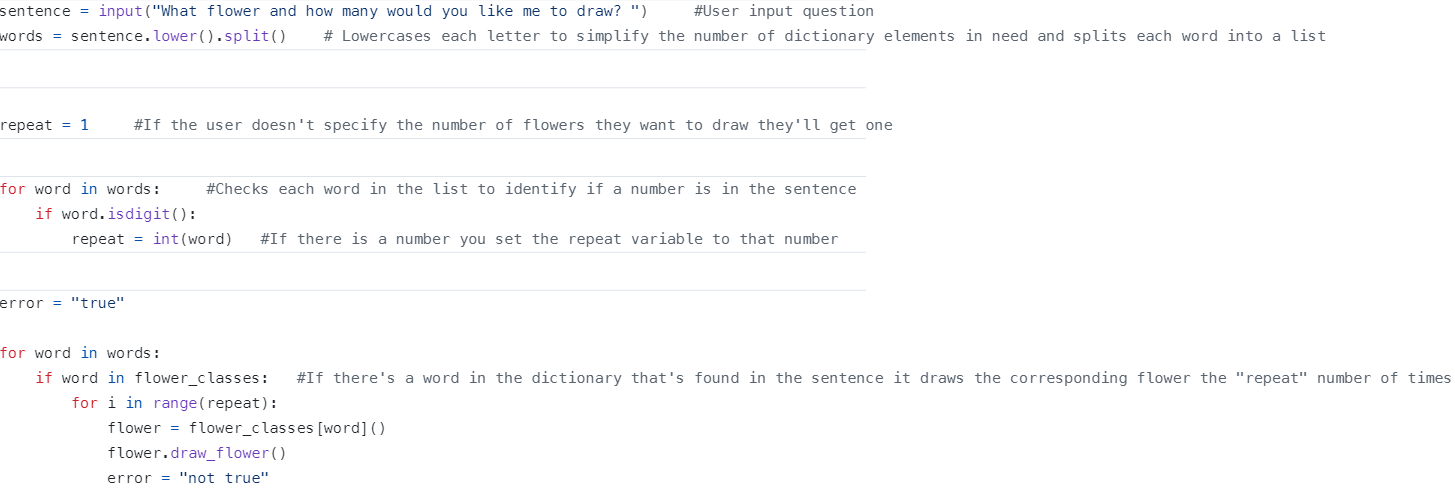 sentence = input("What flower and how many would you like me to draw? ")     #User input question
words = sentence.lower().split()    # Lowercases each letter to simplify the number of dictionary elements in need and splits each word into a list
repeat = 1     #If the user doesn't specify the number of flowers they want to draw they'll get one
for word in words:     #Checks each word in the list to identify if a number is in the sentence
    if word.isdigit():
        repeat = int(word)   #If there is a number you set the repeat variable to that number
error = "true"
for word in words:
    if word in flower_classes:   #If there's a word in the dictionary that's found in the sentence it draws the corresponding flower the "repeat" number of times
        for i in range(repeat):
            flower = flower_classes[word]()
            flower.draw_flower()
            error = "not true"